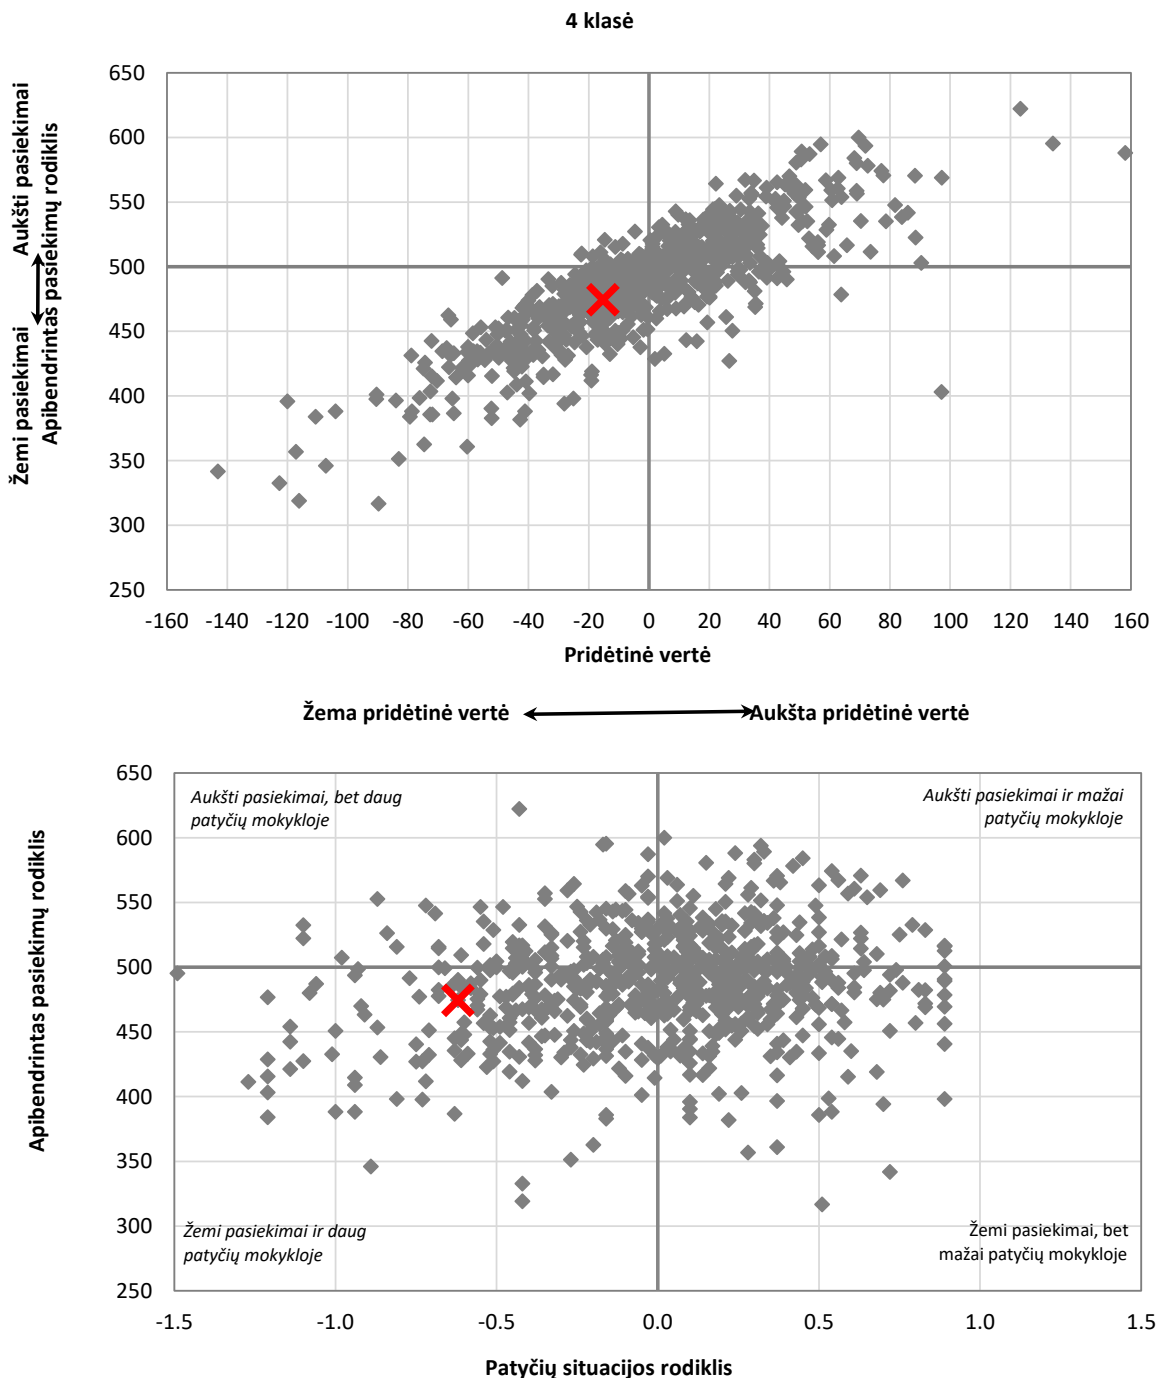 4 klasė
650
600
550
500
450
400
350
300
250
Aukšti pasiekimai
Žemi pasiekimai
Apibendrintas pasiekimų rodiklis
-160 -140 -120 -100 -80 -60 -40 -20 0 20 40 60 80 100 120 140 160
Pridėtinė vertė
Žema pridėtinė vertė Aukšta pridėtinė vertė
650
600
550
500
450
400
350
300
250
Apibendrintas pasiekimų rodiklis
Aukšti pasiekimai, bet daug
patyčių mokykloje
Aukšti pasiekimai ir mažai
patyčių mokykloje
Žemi pasiekimai ir daug
patyčių mokykloje
Žemi pasiekimai, bet
mažai patyčių mokykloje
-1.5 -1.0 -0.5 0.0 0.5 1.0 1.5
Patyčių situacijos rodiklis